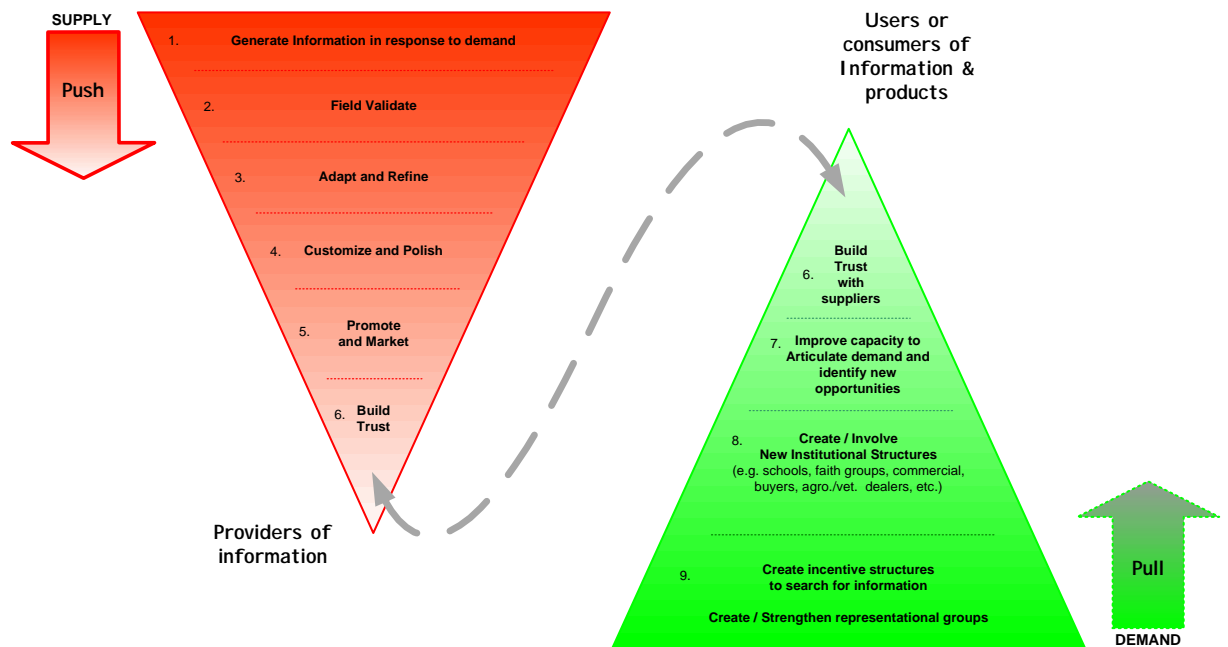 SUPPLY
Push
1. Generate Information in response to demand
2. Field Validate
3. Adapt and Refine
4. Customize and Polish
5. Promote
and Market
6. Build
Trust
Providers of
information
Users or
consumers of
Information &
products
6. Build
Trust
with
suppliers
7. Improve capacity to
Articulate demand and
identify new
opportunities
8. Create / Involve
New Institutional Structures
(e.g. schools, faith groups, commercial,
buyers, agro./vet. dealers, etc.)
9. Create incentive structures
to search for information
Create / Strengthen representational groups
Pull
DEMAND